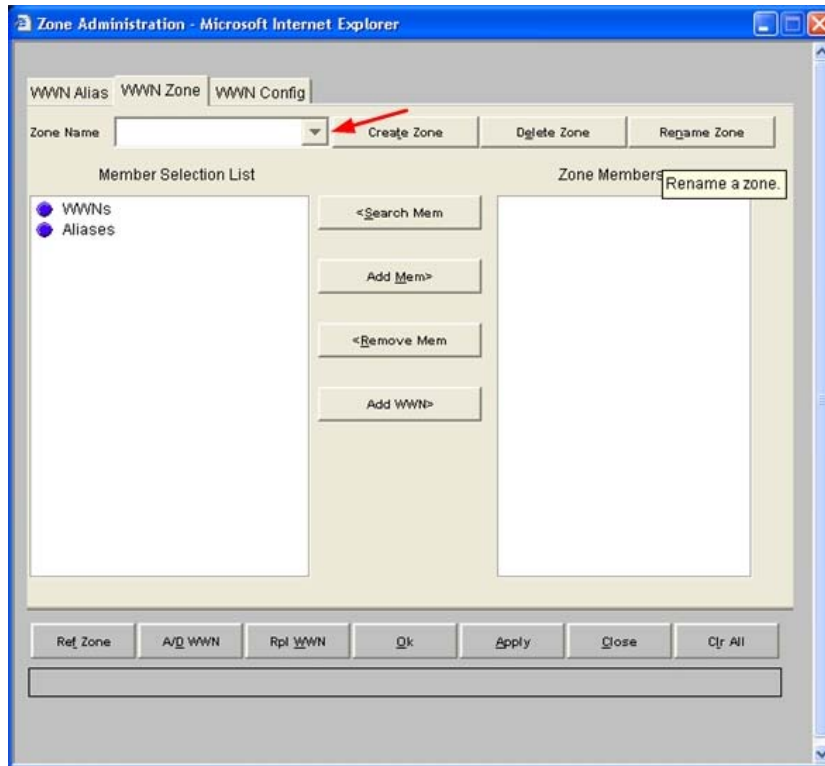 Zone Administration - Microsoft Internet Explorer
WWN Alias WWN Zone WWN Config
Zone Name Create Zone Delete Zone Rename Zone
Member Selection List Zone Members
Rename a zone.
WWNs <Search Mem
Aliases
Add Mem>
<Remove Mem
Add WWN>
Ref Zone A/D WWN Rpl WWN Ok Apply Close Clr All